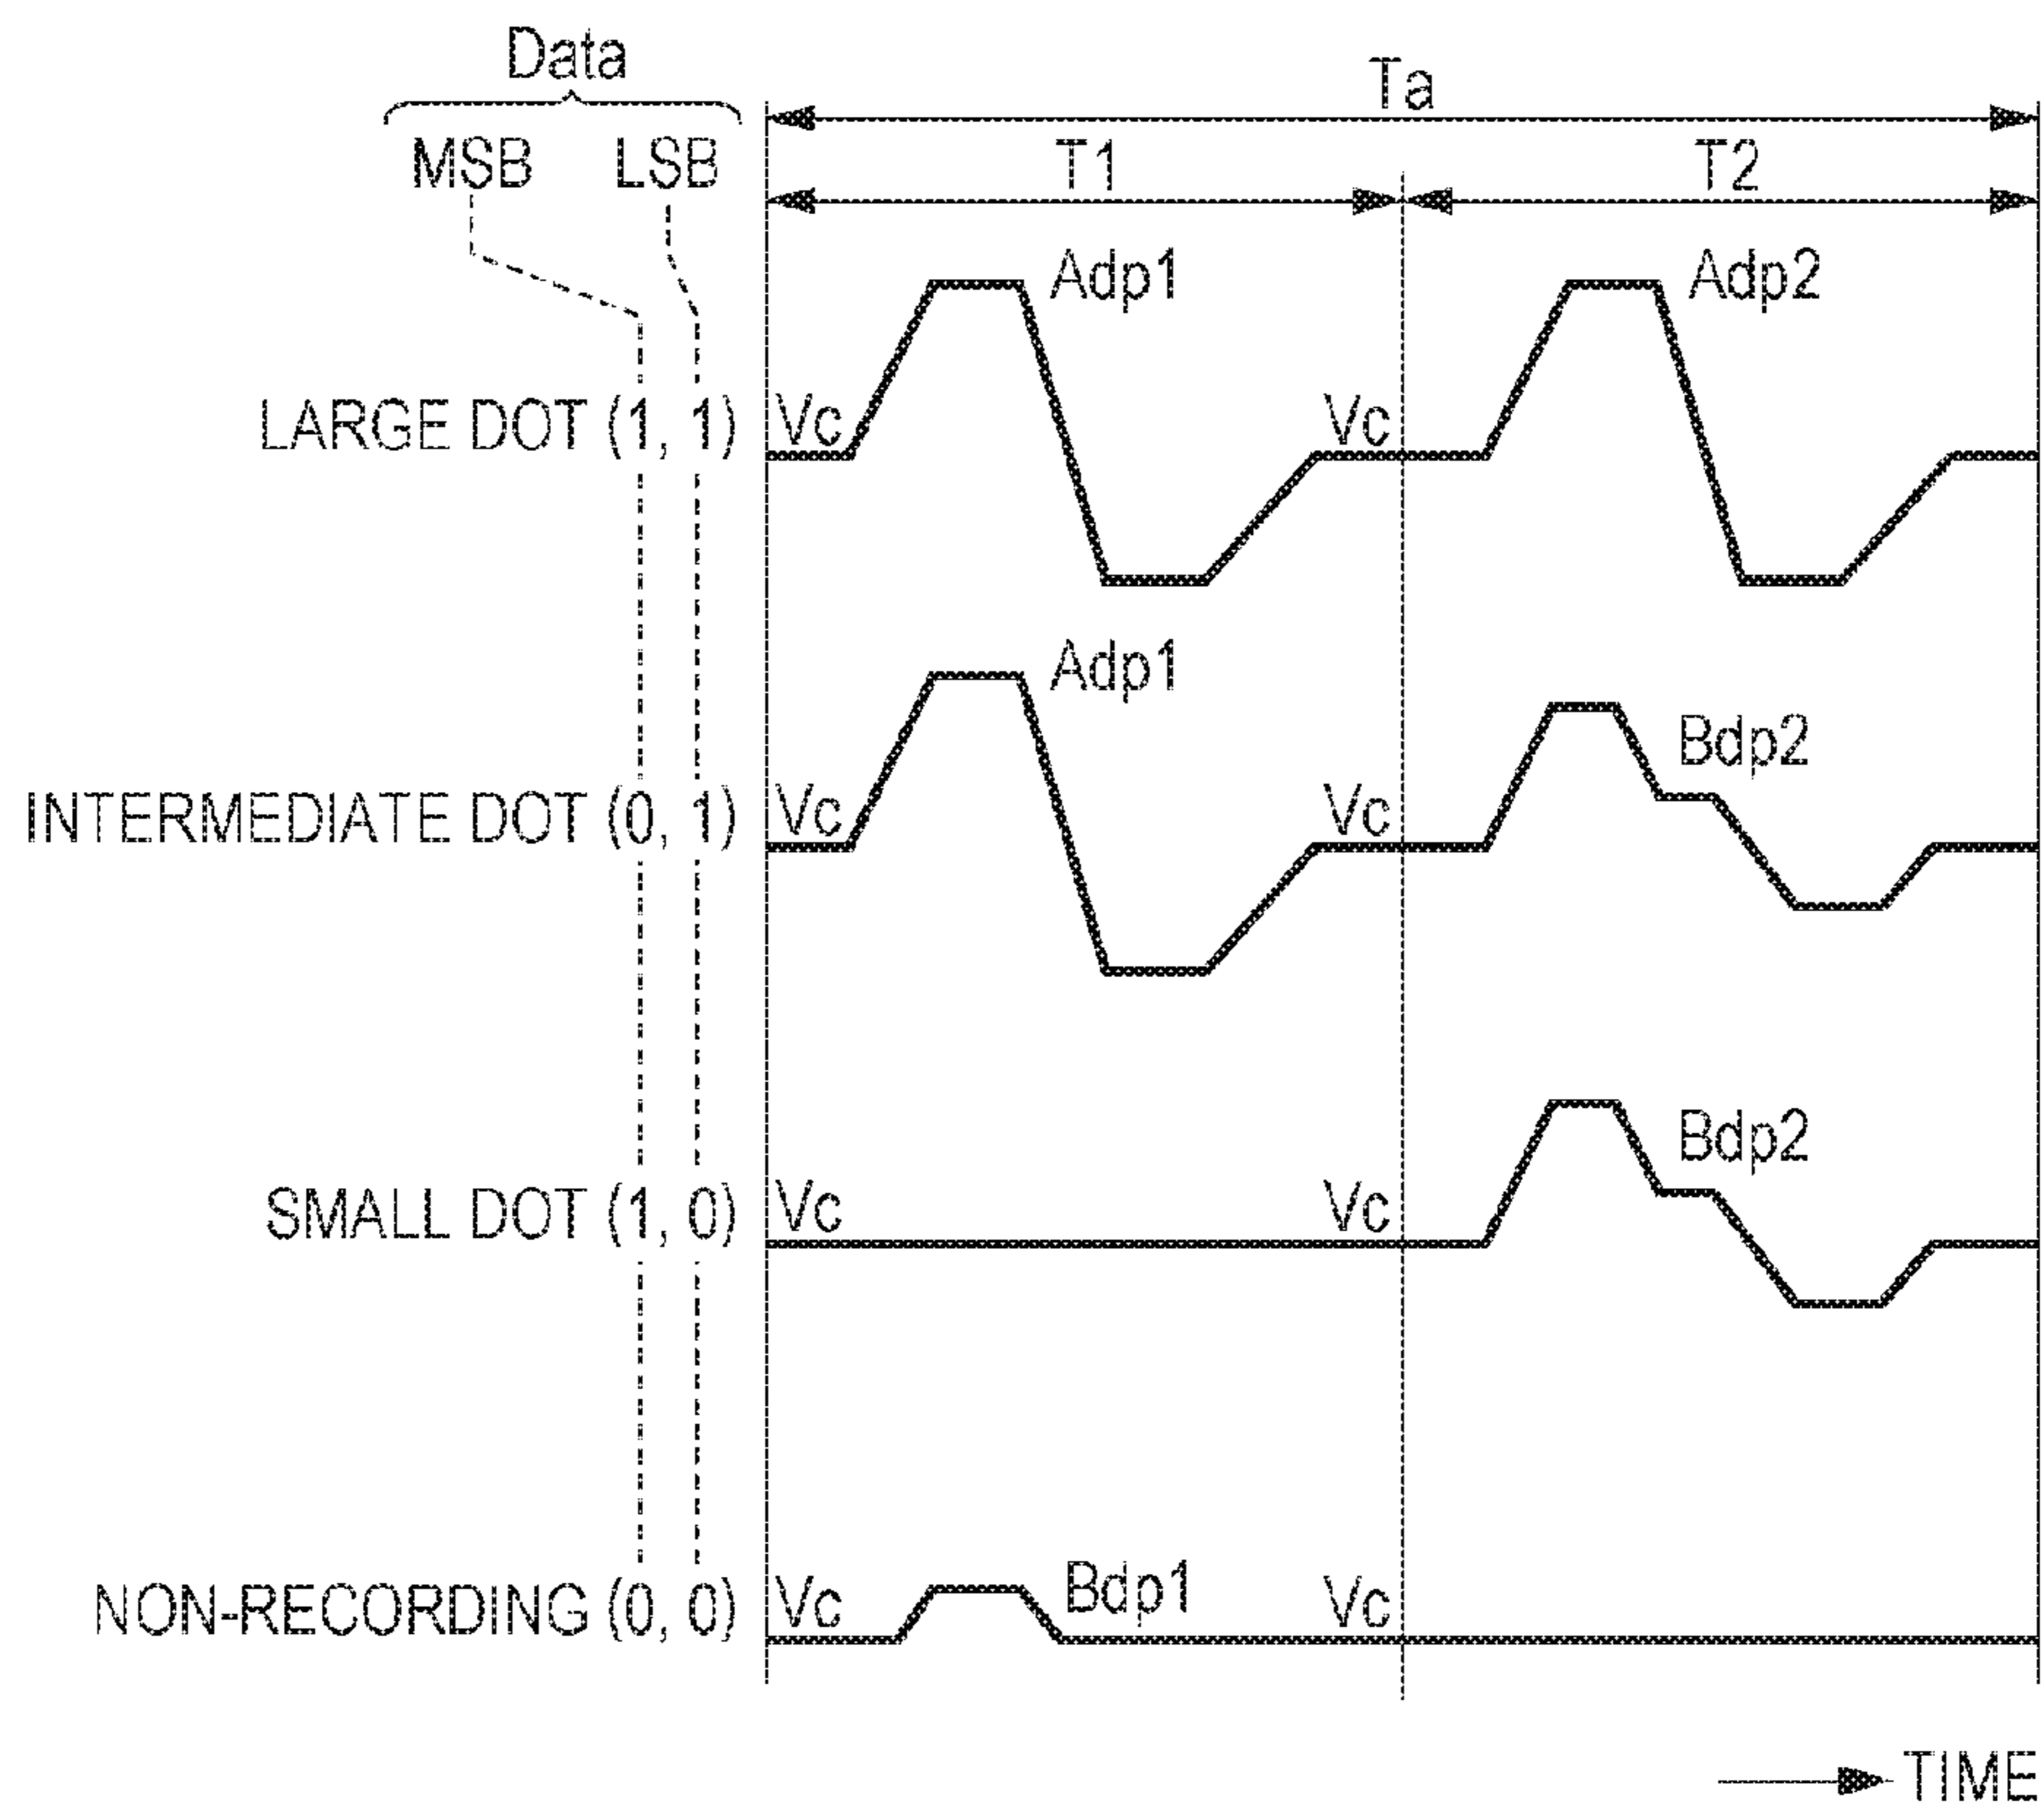 Data
Ta
MSB LSB
T1 T2
Adp1 Adp2
LARGE DOT (1, 1) Vc Vc
Adp1
Bdp2
INTERMEDIATE DOT (0, 1) Vc Vc
Bdp2
SMALL DOT (1, 0) Vc Vc
Bdp1
NON-RECORDING (0, 0) Vc Vc
TIME